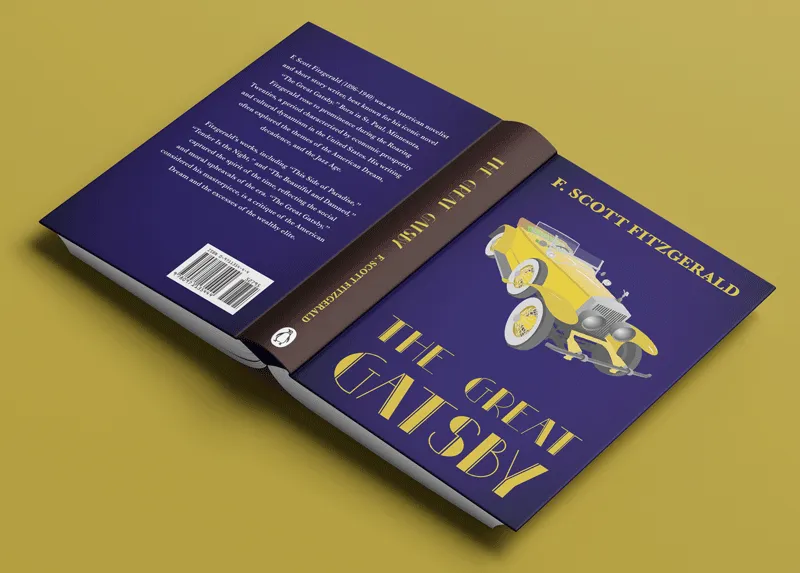 F. Scott Fitzgerald (1896-1940) was an American novelist
and short story writer, best known for his iconic novel
"The Great Gatsby." Born in St. Paul, Minnesota,
Fitzgerald rose to prominence during the Roaring
Twenties, a period characterized by economic prosperity
and cultural dynamism in the United States. His writing
often explored the themes of the American Dream,
decadence, and the Jazz Age.
Fitzgerald's works, including "This Side of Paradise,"
"Tender Is the Night," and "The Beautiful and Damned,"
captured the spirit of the time, reflecting the social
and moral upheavals of the era. "The Great Gatsby,"
considered his masterpiece, is a critique of the American
Dream and the excesses of the wealthy elite.
THE GREAT GATSBY
F. SCOTT FITZGERALD
F. SCOTT FITZGERALD
THE GREAT
GATSBY